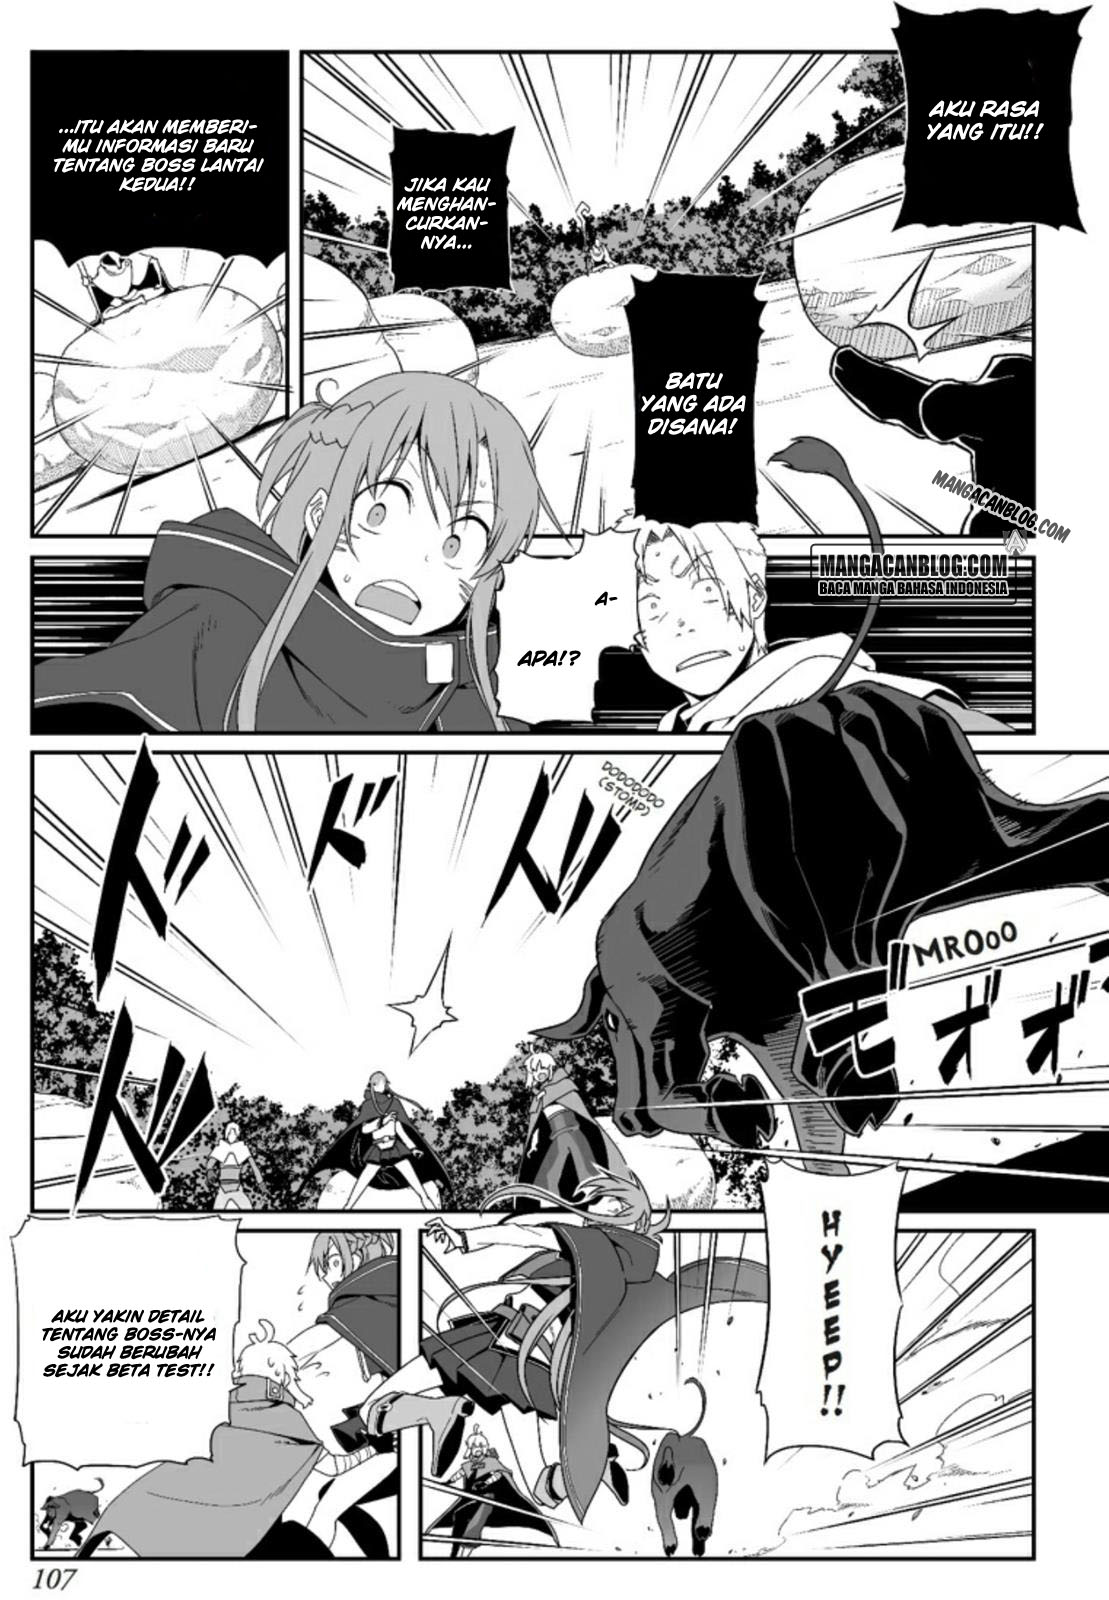 AKU RASA
YANG ITU!!
BATU
YANG ADA
DISANA!
JIKA KAU
MENGHAN-
CURKAN-
NYA...
...ITU AKAN MEMBERI-
MU INFORMASI BARU
TENTANG BOSS LANTAI
KEDUA!!
MANGACANBLOG.COM
MANGACANBLOG.COM
BACA MANGA BAHASA INDONESIA
A-
APA!?
DODODODO
(STOMP)
ドドドドド
MROOO
モオオ
HYEEP!!
AKU YAKIN DETAIL
TENTANG BOSS-NYA
SUDAH BERUBAH
SEJAK BETA TEST!!
107